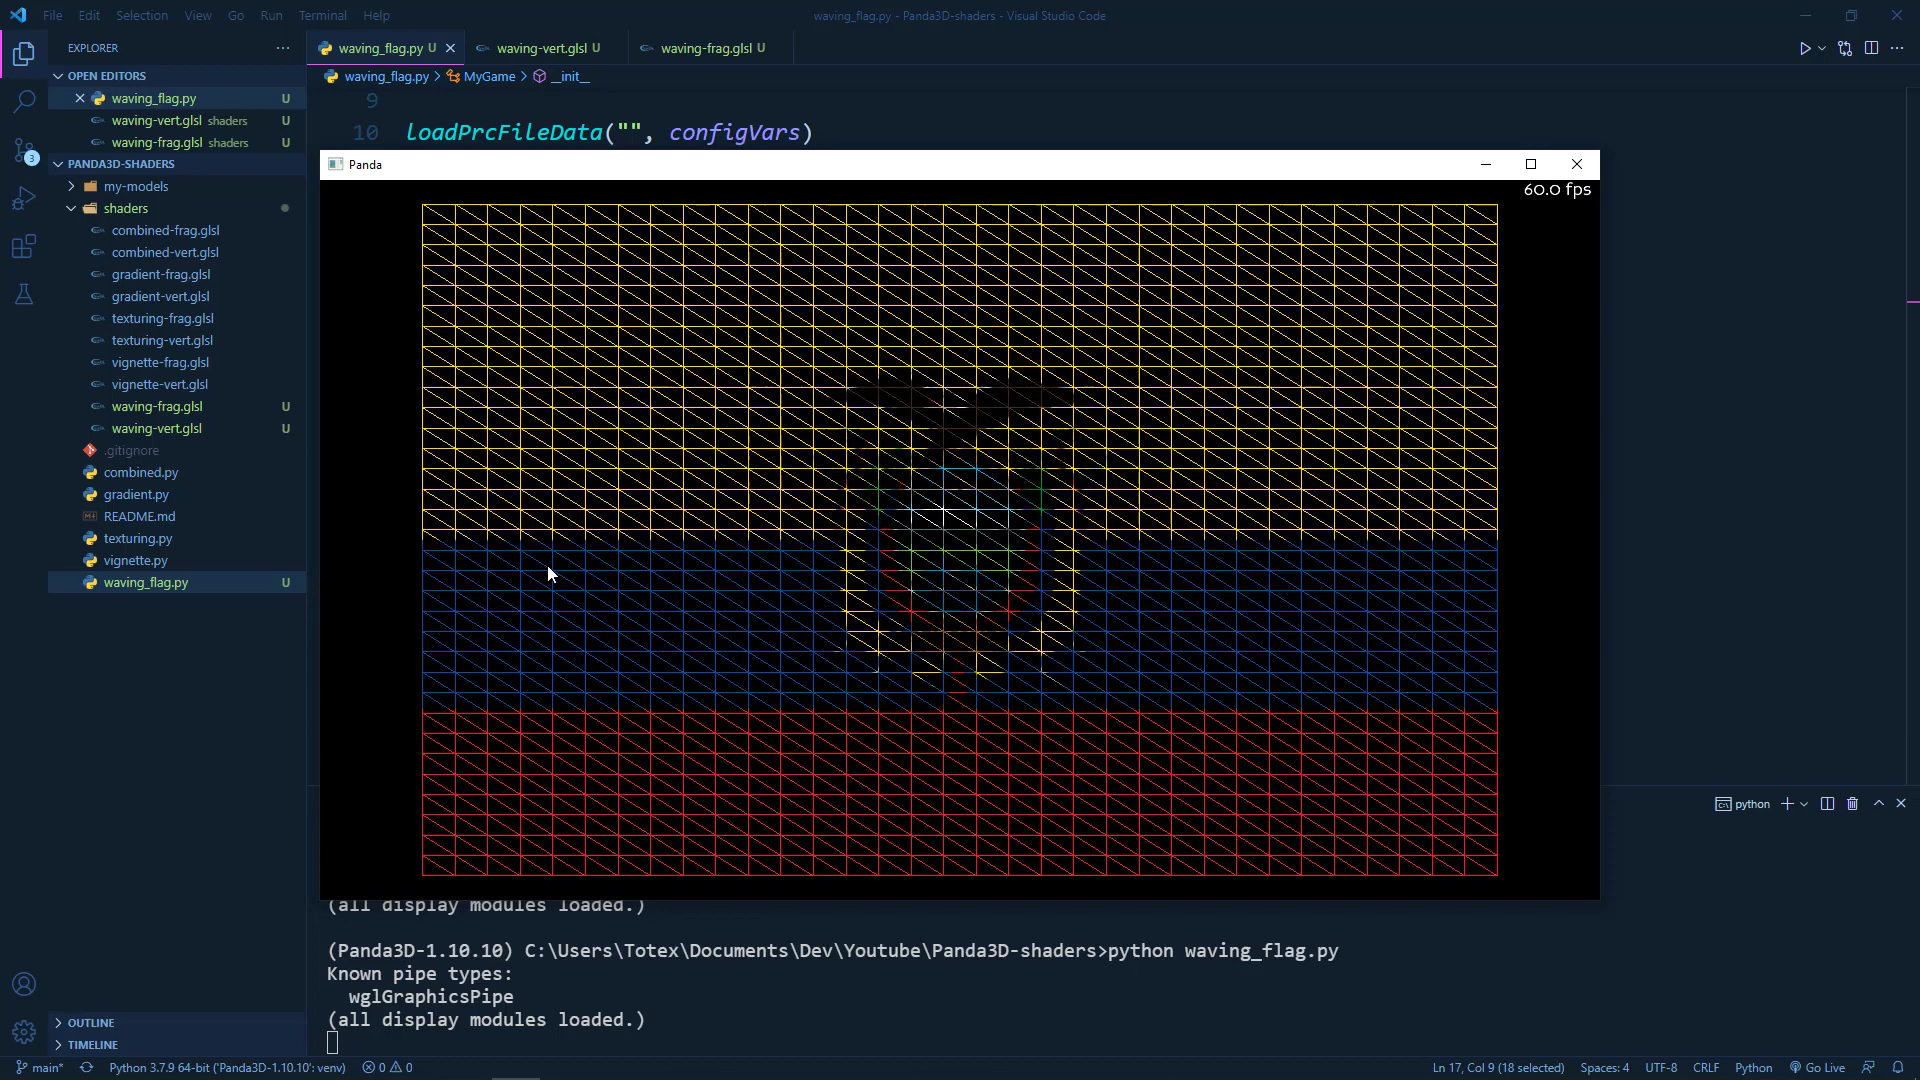 File Edit Selection View Go Run Terminal Help
waving_flag.py - Panda3D-shaders - Visual Studio Code
EXPLORER
waving_flag.py U
waving-vert.glsl U
waving-frag.glsl U
OPEN EDITORS
waving_flag.py > MyGame > __init__
waving_flag.py U
waving-vert.glsl shaders U
waving-frag.glsl shaders U
9
10 loadPrcFileData("", configVars)
Panda
60.0 fps
PANDA3D-SHADERS
my-models
shaders
combined-frag.glsl
combined-vert.glsl
gradient-frag.glsl
gradient-vert.glsl
texturing-frag.glsl
texturing-vert.glsl
vignette-frag.glsl
vignette-vert.glsl
waving-frag.glsl U
waving-vert.glsl U
.gitignore
combined.py
gradient.py
README.md
texturing.py
vignette.py
waving_flag.py U
3
python
(all display modules loaded.)
(Panda3D-1.10.10) C:\Users\Totex\Documents\Dev\Youtube\Panda3D-shaders>python waving_flag.py
Known pipe types:
wglGraphicsPipe
(all display modules loaded.)
OUTLINE
TIMELINE
main* Python 3.7.9 64-bit ('Panda3D-1.10.10': venv) 0 0 Ln 17, Col 9 (18 selected) Spaces: 4 UTF-8 CRLF Python Go Live